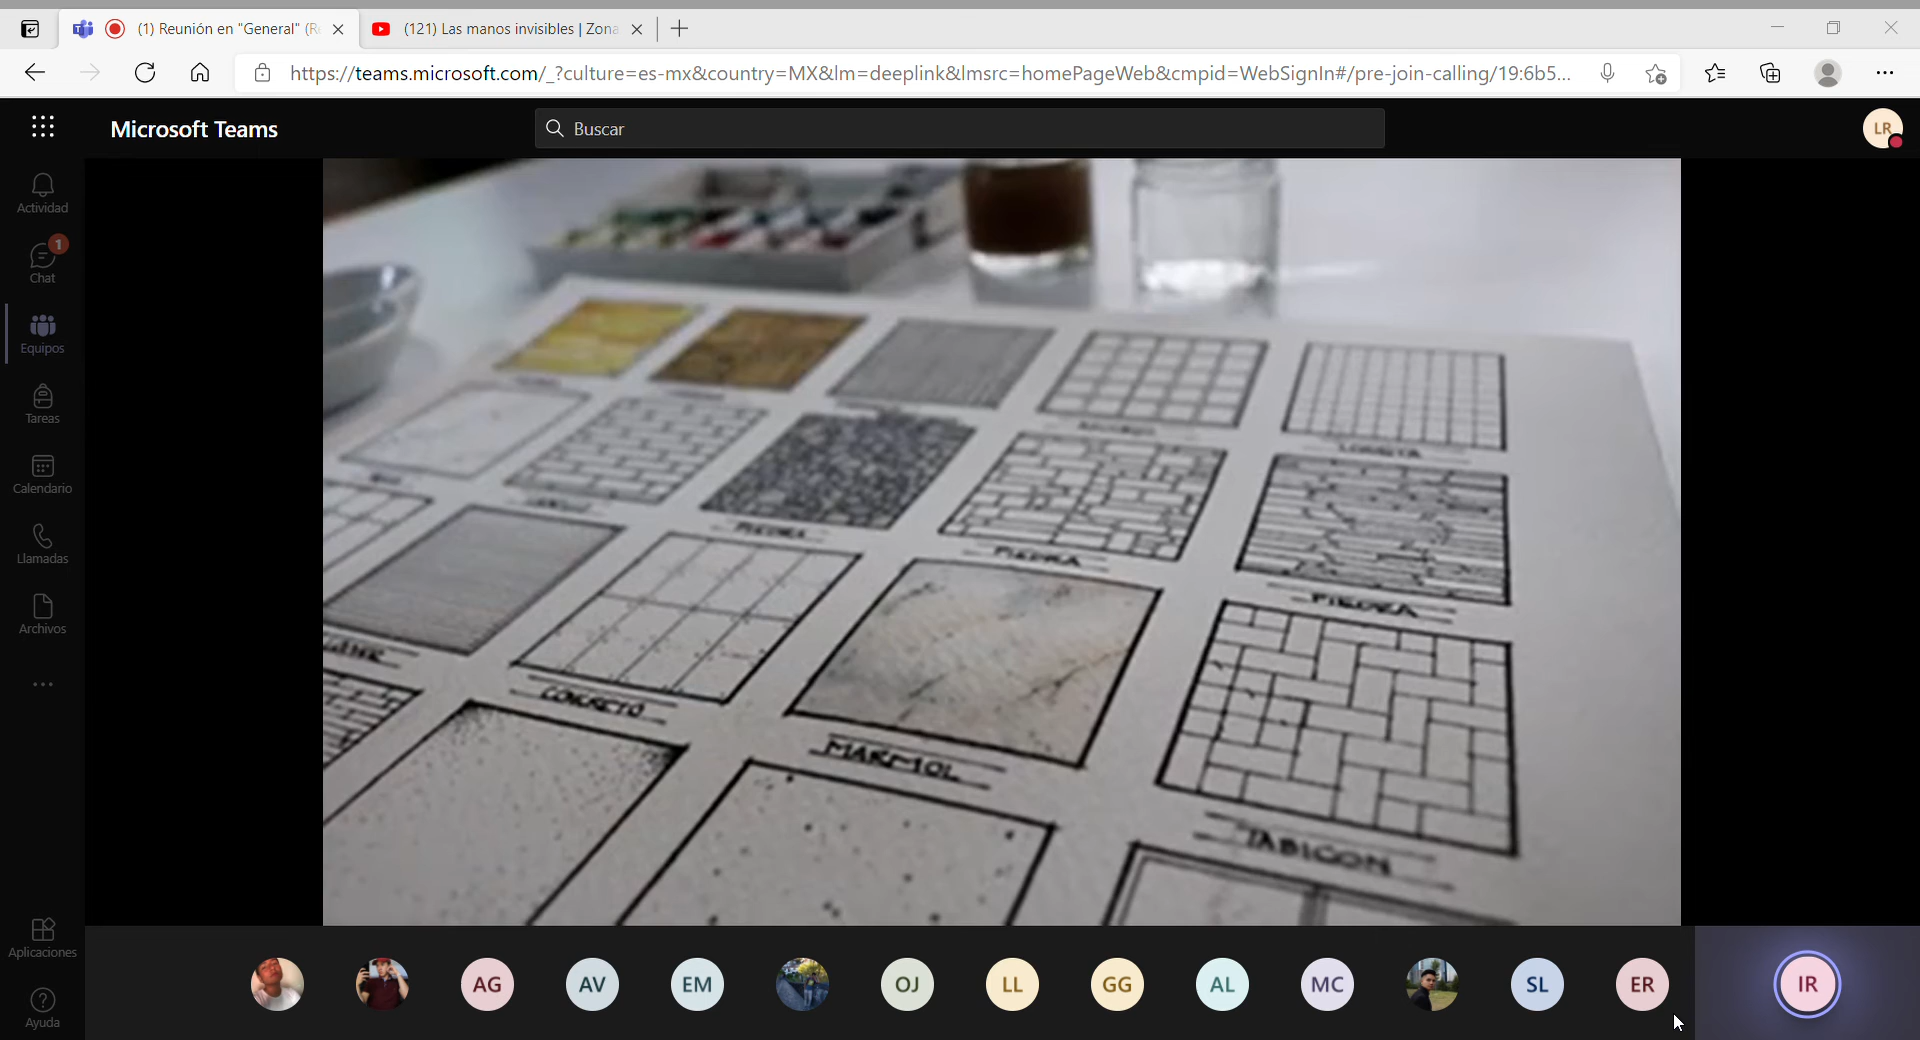 (1) Reunión en "General" (R
(121) Las manos invisibles | Zona
https://teams.microsoft.com/_?culture=es-mx&country=MX&lm=deeplink&lmsrc=homePageWeb&cmpid=WebSignIn#/pre-join-calling/19:6b5...
Microsoft Teams
Buscar
LR
Actividad
1
Chat
Equipos
Tareas
Calendario
Llamadas
Archivos
Aplicaciones
Ayuda
LOSETA
PIEDRA
PIEDRA
PIEDRA
CONCRETO
MARMOL
TABICON
AG
AV
EM
OJ
LL
GG
AL
MC
SL
ER
IR